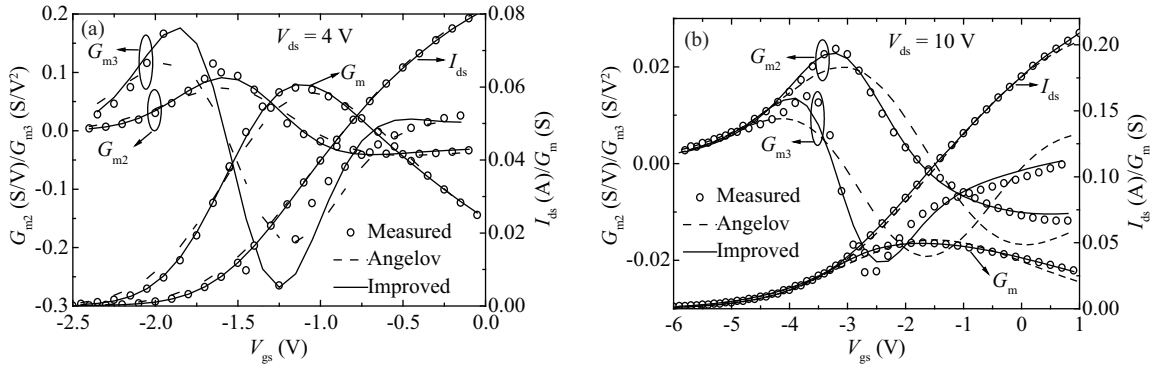 (a)
V_ds = 4 V
G_m3
G_m2
G_m
I_ds
Measured
Angelov
Improved
0.2
0.1
0.0
-0.1
-0.2
-0.3
G_m2 (S/V)/G_m3 (S/V²)
0.08
0.06
0.04
0.02
0.00
I_ds (A)/G_m (S)
-2.5 -2.0 -1.5 -1.0 -0.5 0.0
V_gs (V)
(b)
V_ds = 10 V
G_m2
G_m3
I_ds
G_m
Measured
Angelov
Improved
0.02
0.00
-0.02
G_m2 (S/V)/G_m3 (S/V²)
0.20
0.15
0.10
0.05
0.00
I_ds (A)/G_m (S)
-6 -5 -4 -3 -2 -1 0 1
V_gs (V)